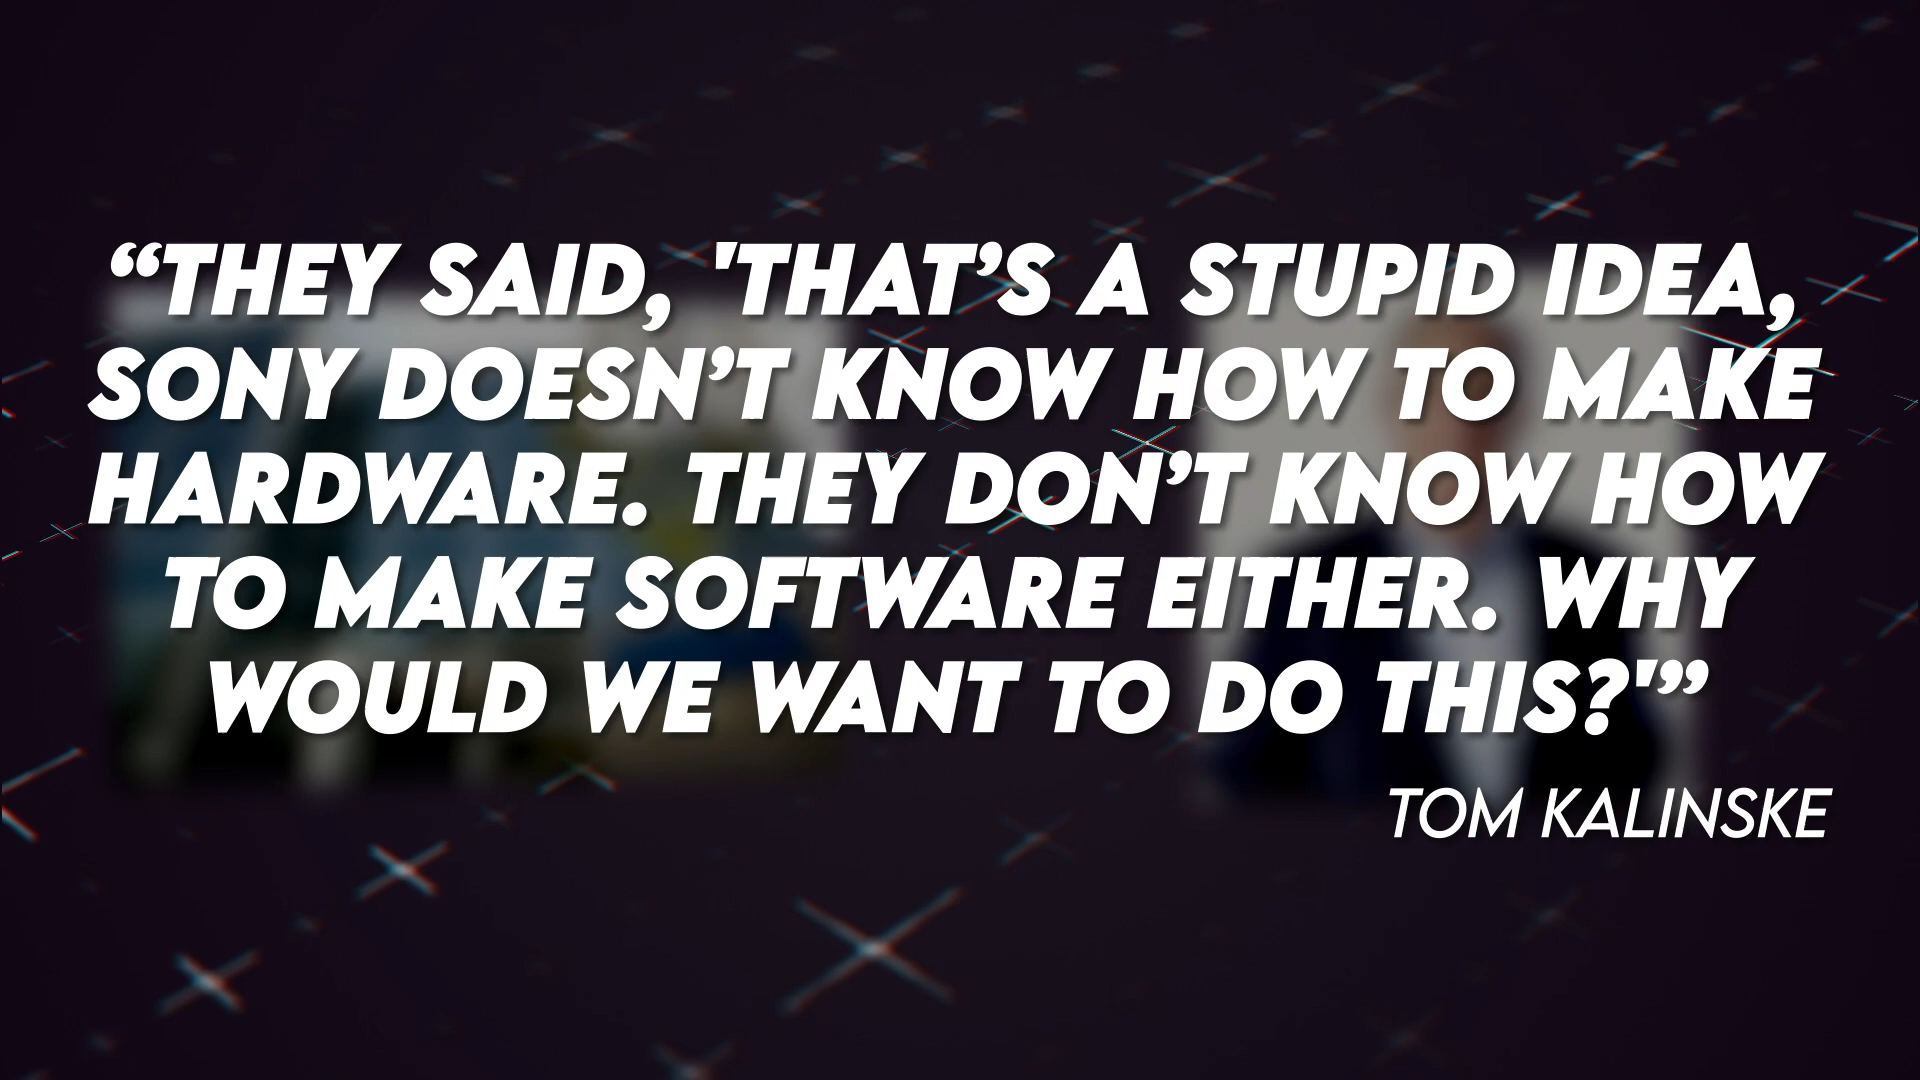 “THEY SAID, 'THAT’S A STUPID IDEA,
SONY DOESN’T KNOW HOW TO MAKE
HARDWARE. THEY DON’T KNOW HOW
TO MAKE SOFTWARE EITHER. WHY
WOULD WE WANT TO DO THIS?'”
TOM KALINSKE